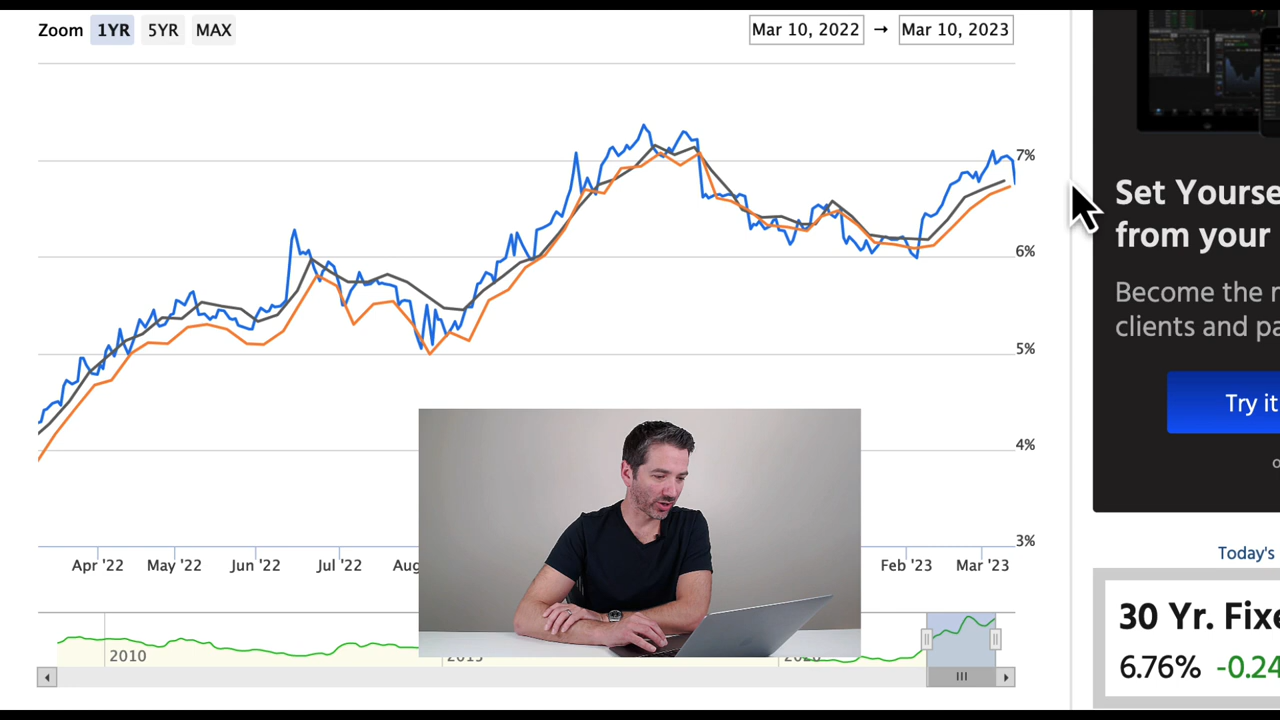 Zoom 1YR 5YR MAX
Mar 10, 2022 → Mar 10, 2023
7%
6%
5%
4%
3%
Apr '22 May '22 Jun '22 Jul '22 Aug Feb '23 Mar '23
2010
Set Yourse
from your
Become the
clients and pa
Try it
Today's
30 Yr. Fixe
6.76% -0.24